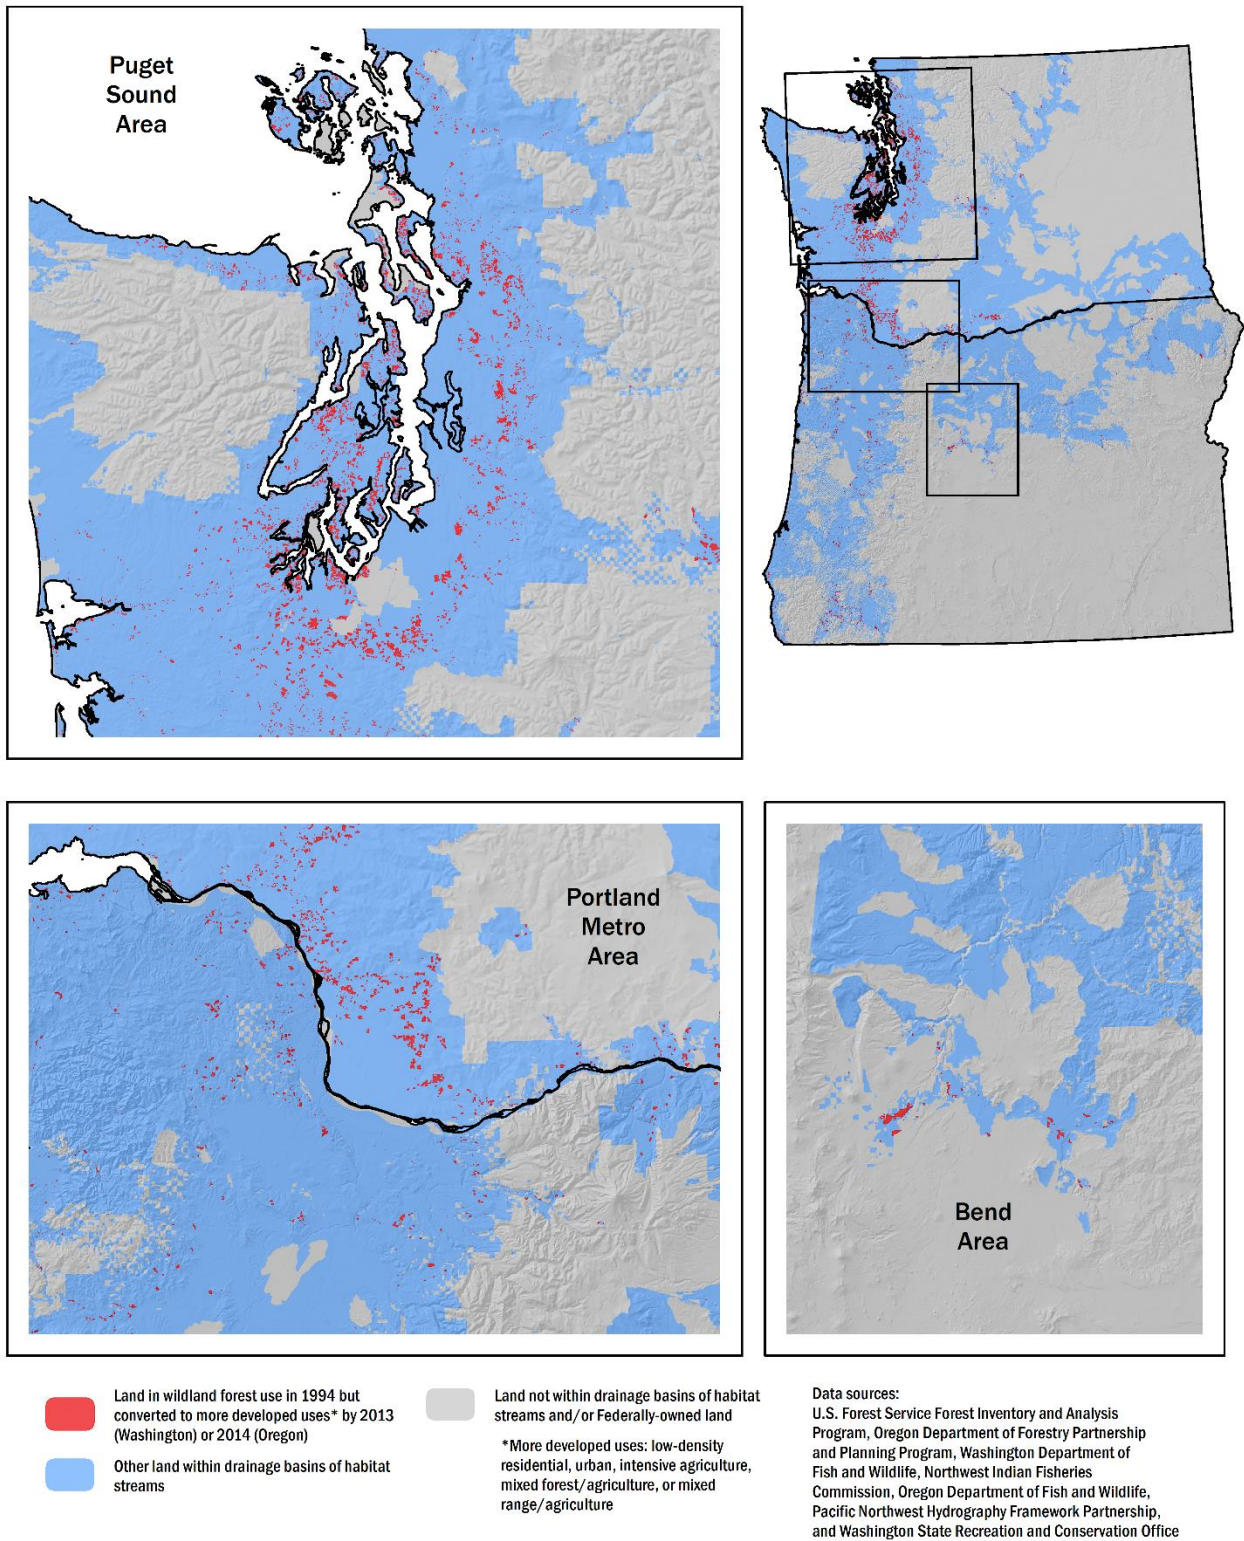 Puget
Sound
Area
Portland
Metro
Area
Bend
Area
Land in wildland forest use in 1994 but
converted to more developed uses* by 2013
(Washington) or 2014 (Oregon)
Other land within drainage basins of habitat
streams
Land not within drainage basins of habitat
streams and/or Federally-owned land
*More developed uses: low-density
residential, urban, intensive agriculture,
mixed forest/agriculture, or mixed
range/agriculture
Data sources:
U.S. Forest Service Forest Inventory and Analysis
Program, Oregon Department of Forestry Partnership
and Planning Program, Washington Department of
Fish and Wildlife, Northwest Indian Fisheries
Commission, Oregon Department of Fish and Wildlife,
Pacific Northwest Hydrography Framework Partnership,
and Washington State Recreation and Conservation Office